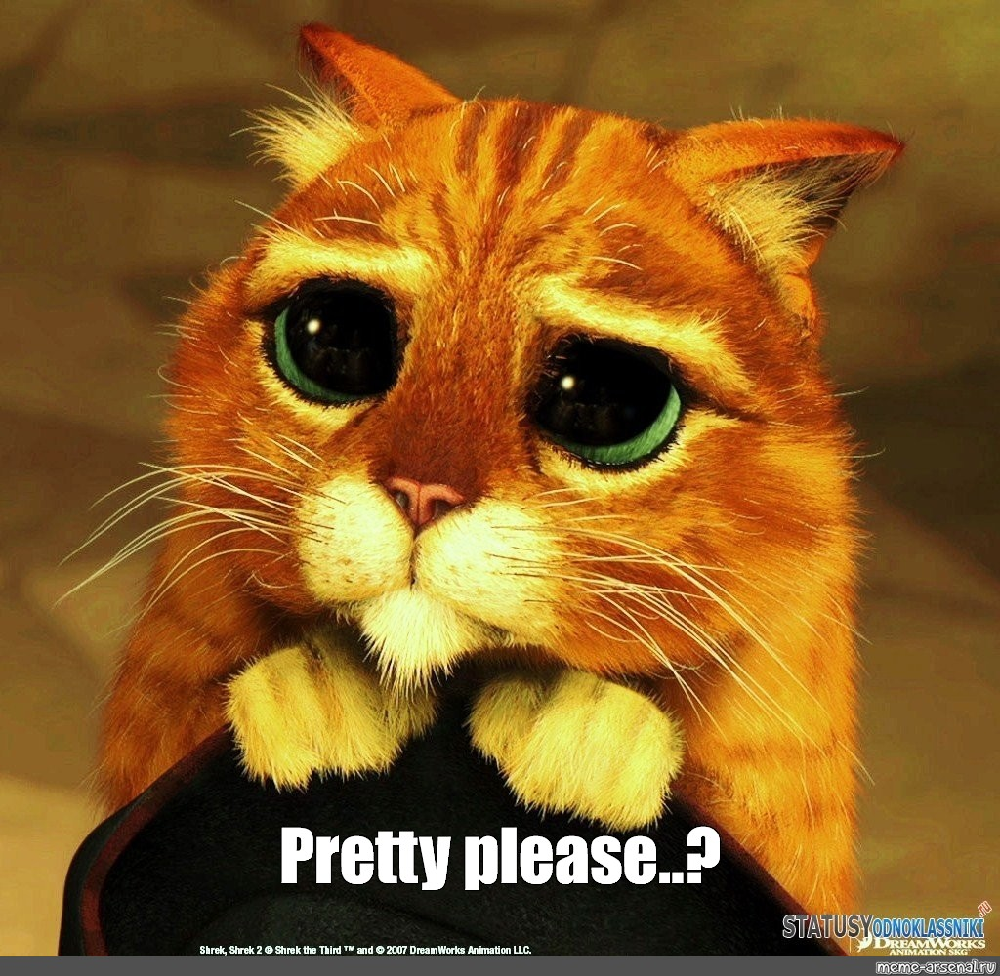 Pretty please..?
STATUSYODNOKLASSNIKI.ru
Shrek, Shrek 2 ® Shrek the Third ™ and © 2007 DreamWorks Animation LLC.
DREAMWORKS
ANIMATION SKG
meme-arsenal.ru